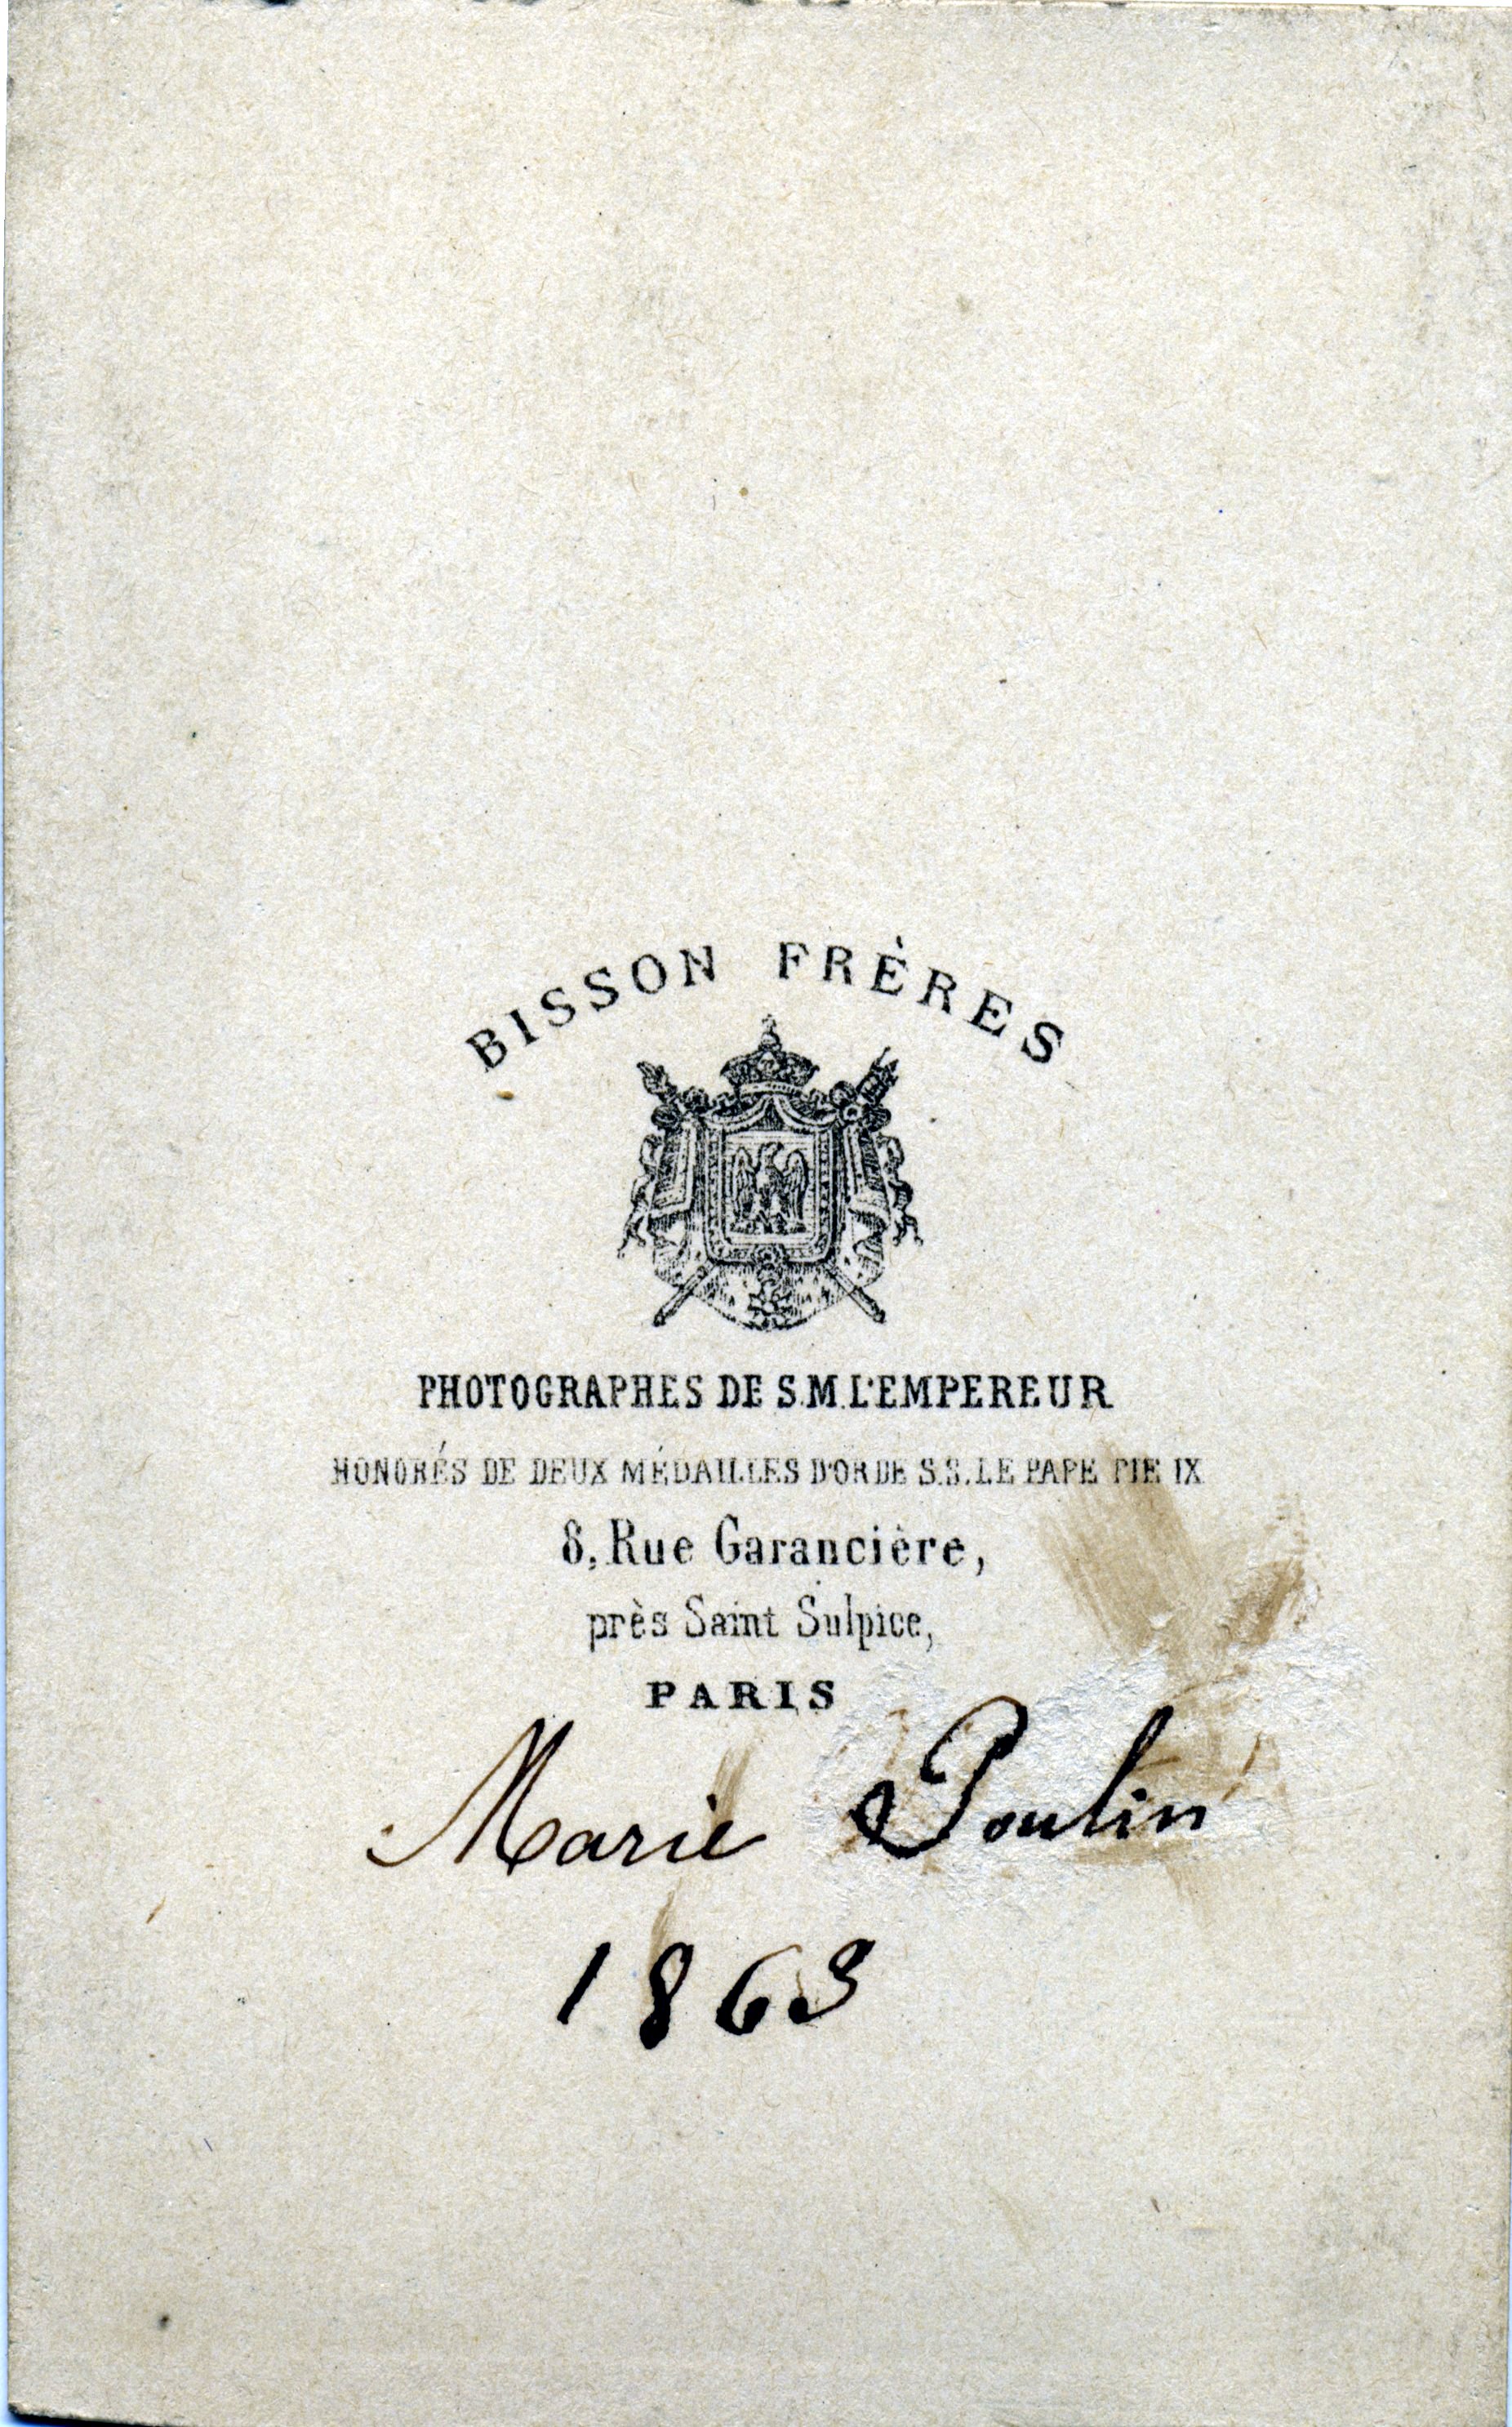 BISSON FRÈRES
PHOTOGRAPHES DE S.M.L'EMPEREUR
HONORÉS DE DEUX MÉDAILLES D'OR DE S.S. LE PAPE PIE IX
8, Rue Garancière,
près Saint Sulpice,
PARIS
Marie Poulin
1863